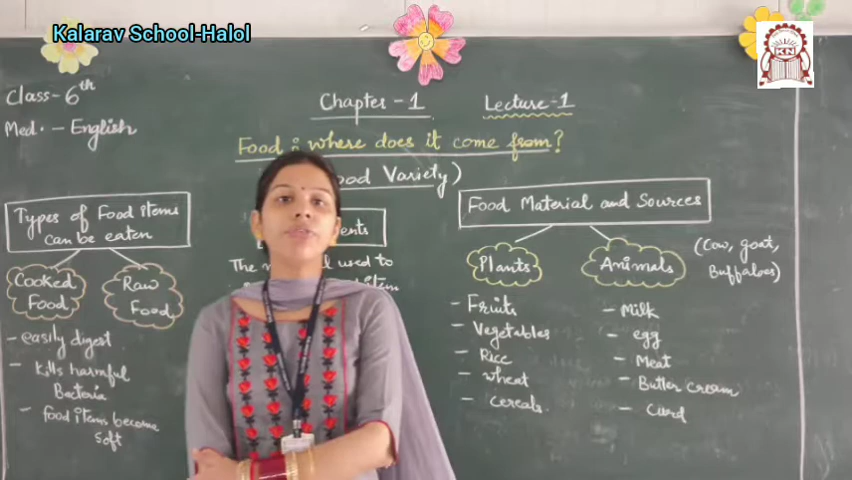 Kalarav School-Halol
KN
Class-6th
Med. - English
Chapter -1
Lecture-1
Food : where does it come from?
ood Variety)
Types of Food items
can be eaten
Cooked
Food
Raw
Food
- easily digest
- kills harmful
Bacteria
- food items become
soft
ents
The
l used to
item
Food Material and Sources
Plants
Animals
(Cow, goat,
Buffaloes)
- Fruits
- Vegetables
- Rice
- wheat
- cereals.
- Milk
- egg
- Meat
- Butter cream
- Curd